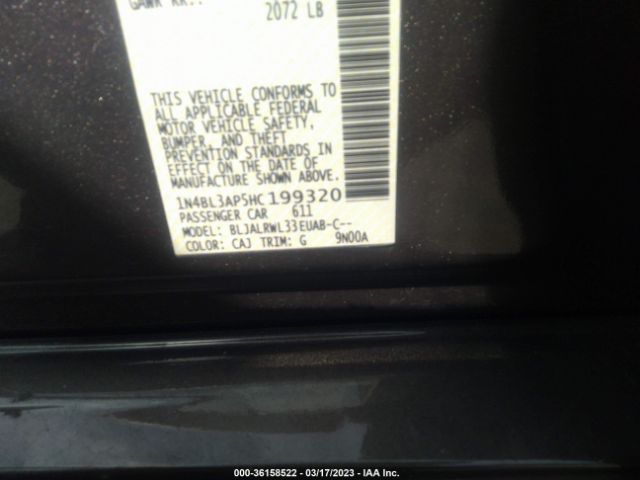 GAWR RR.:
2072 LB
THIS VEHICLE CONFORMS TO
ALL APPLICABLE FEDERAL
MOTOR VEHICLE SAFETY,
BUMPER, AND THEFT
PREVENTION STANDARDS IN
EFFECT ON THE DATE OF
MANUFACTURE SHOWN ABOVE.
1N4BL3AP5HC199320
PASSENGER CAR 611
MODEL: BLJALRWL33EUAB-C--
COLOR: CAJ TRIM: G 9N00A
000-36158522 — 03/17/2023 — IAA Inc.